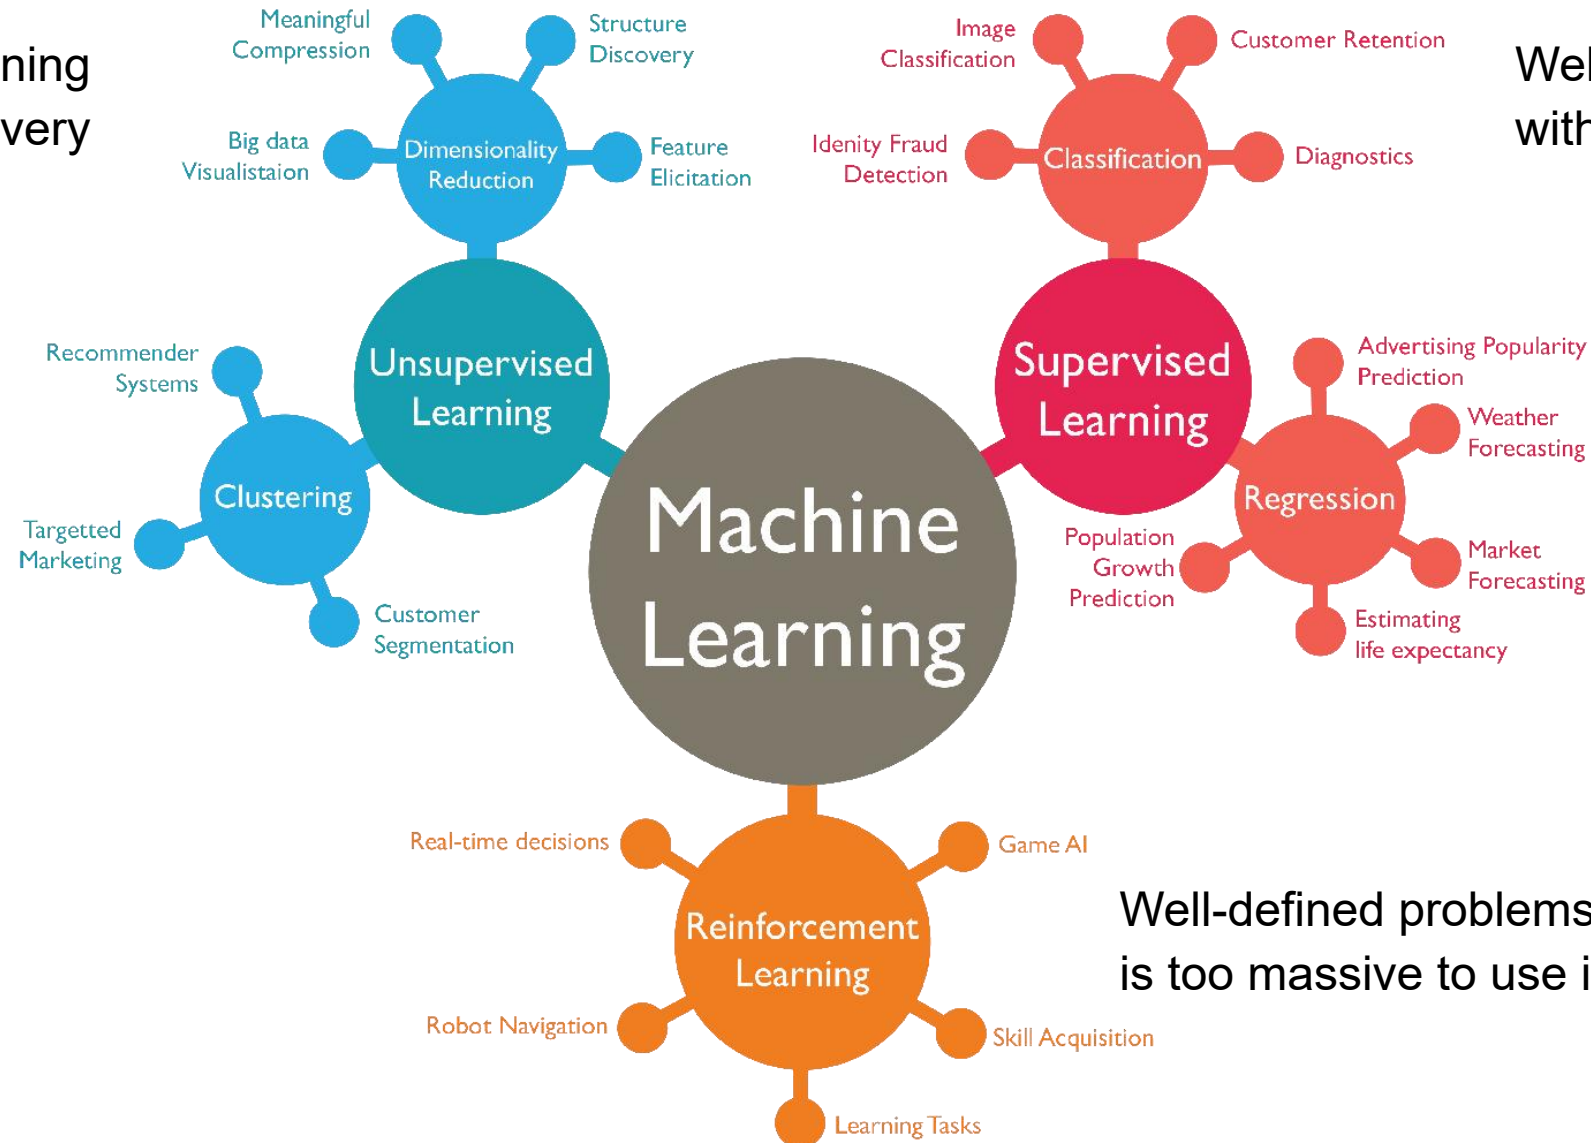 Meaningful
Compression
Structure
Discovery
Big data
Visualistaion
Dimensionality
Reduction
Feature
Elicitation
Image
Classification
Customer Retention
Idenity Fraud
Detection
Classification
Diagnostics
ning
very
Wel
with
Recommender
Systems
Unsupervised
Learning
Clustering
Targetted
Marketing
Customer
Segmentation
Machine
Learning
Supervised
Learning
Advertising Popularity
Prediction
Weather
Forecasting
Regression
Population
Growth
Prediction
Market
Forecasting
Estimating
life expectancy
Real-time decisions
Game AI
Reinforcement
Learning
Robot Navigation
Skill Acquisition
Learning Tasks
Well-defined problems
is too massive to use i